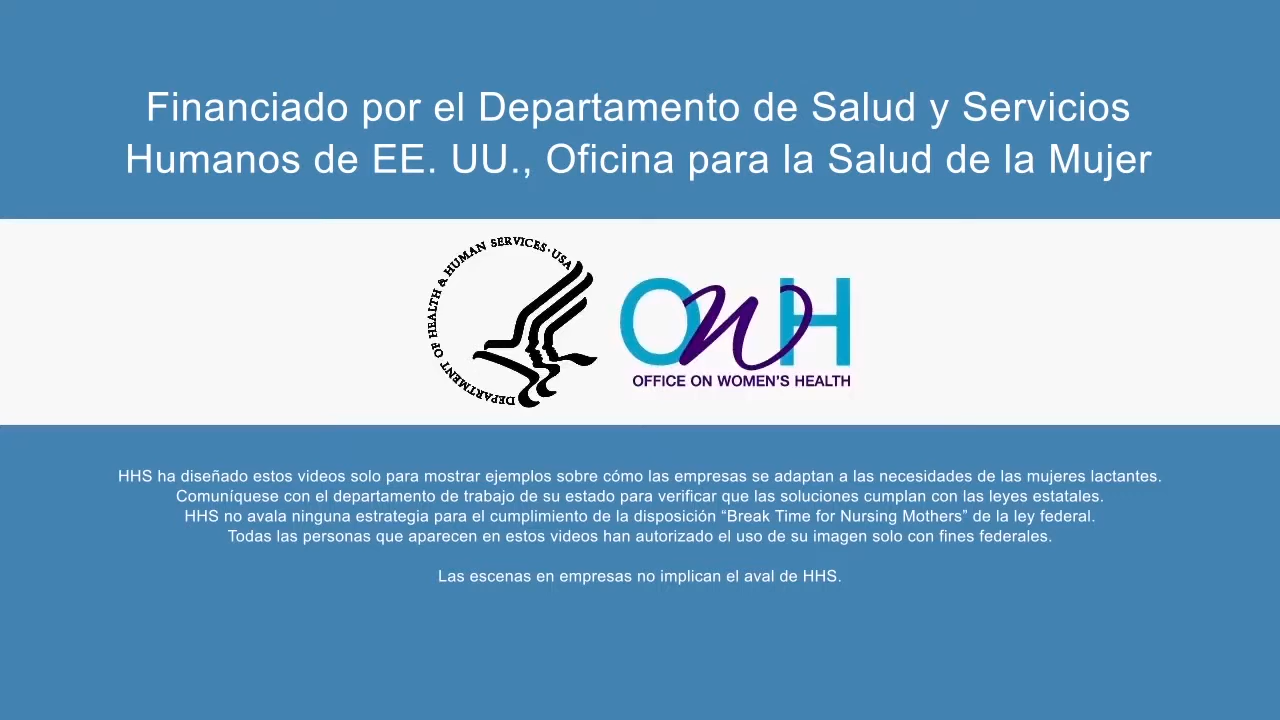 Financiado por el Departamento de Salud y Servicios
Humanos de EE. UU., Oficina para la Salud de la Mujer
DEPARTMENT OF HEALTH & HUMAN SERVICES · USA
OWH
OFFICE ON WOMEN'S HEALTH
HHS ha diseñado estos videos solo para mostrar ejemplos sobre cómo las empresas se adaptan a las necesidades de las mujeres lactantes.
Comuníquese con el departamento de trabajo de su estado para verificar que las soluciones cumplan con las leyes estatales.
HHS no avala ninguna estrategia para el cumplimiento de la disposición “Break Time for Nursing Mothers” de la ley federal.
Todas las personas que aparecen en estos videos han autorizado el uso de su imagen solo con fines federales.
Las escenas en empresas no implican el aval de HHS.